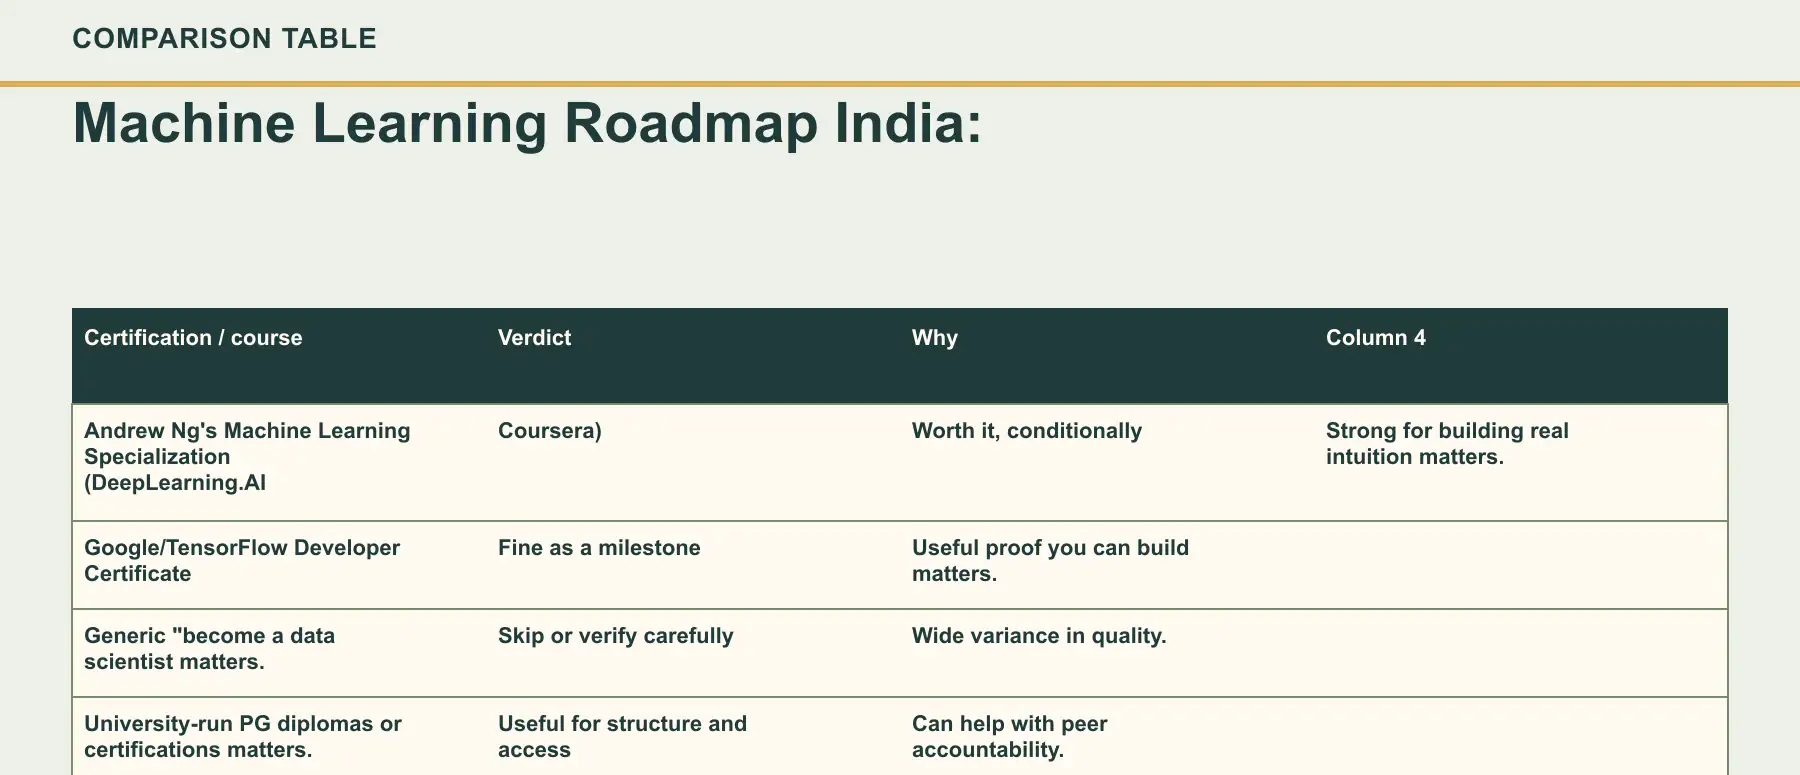 COMPARISON TABLE
Machine Learning Roadmap India:
Certification / course Verdict Why Column 4
Andrew Ng's Machine Learning Coursera) Worth it, conditionally Strong for building real
Specialization intuition matters.
(DeepLearning.AI
Google/TensorFlow Developer Fine as a milestone Useful proof you can build
Certificate matters.
Generic "become a data Skip or verify carefully Wide variance in quality.
scientist matters.
University-run PG diplomas or Useful for structure and Can help with peer
certifications matters. access accountability.